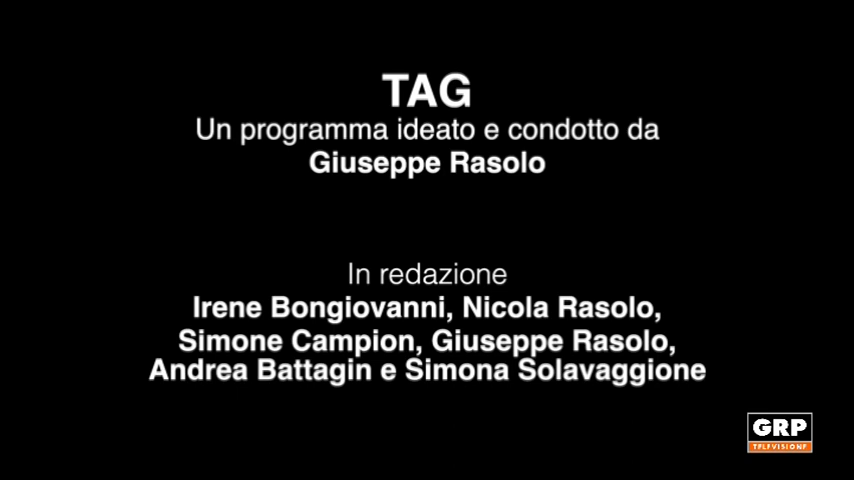 TAG
Un programma ideato e condotto da
Giuseppe Rasolo
In redazione
Irene Bongiovanni, Nicola Rasolo,
Simone Campion, Giuseppe Rasolo,
Andrea Battagin e Simona Solavaggione
GRP
TELEVISIONE